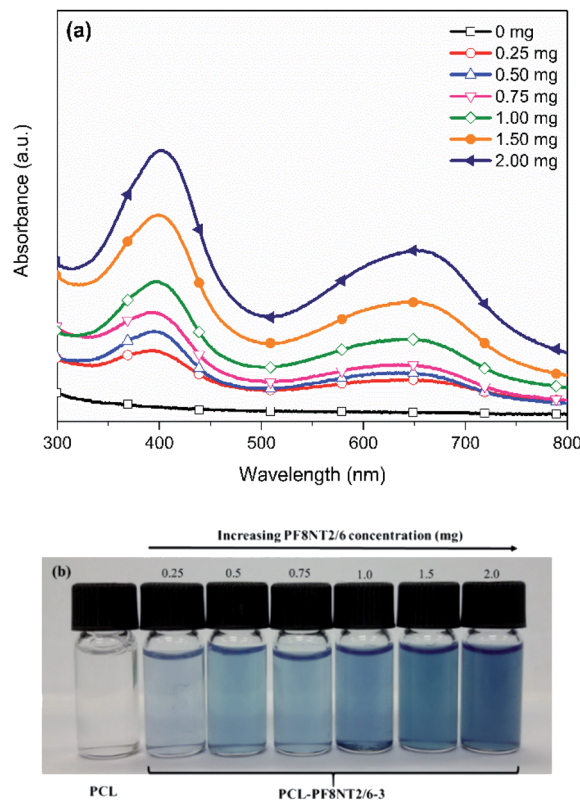 (a)
0 mg
0.25 mg
0.50 mg
0.75 mg
1.00 mg
1.50 mg
2.00 mg
Absorbance (a.u.)
300 400 500 600 700 800
Wavelength (nm)
Increasing PF8NT2/6 concentration (mg)
(b) 0.25 0.5 0.75 1.0 1.5 2.0
PCL PCL-PF8NT2/6-3